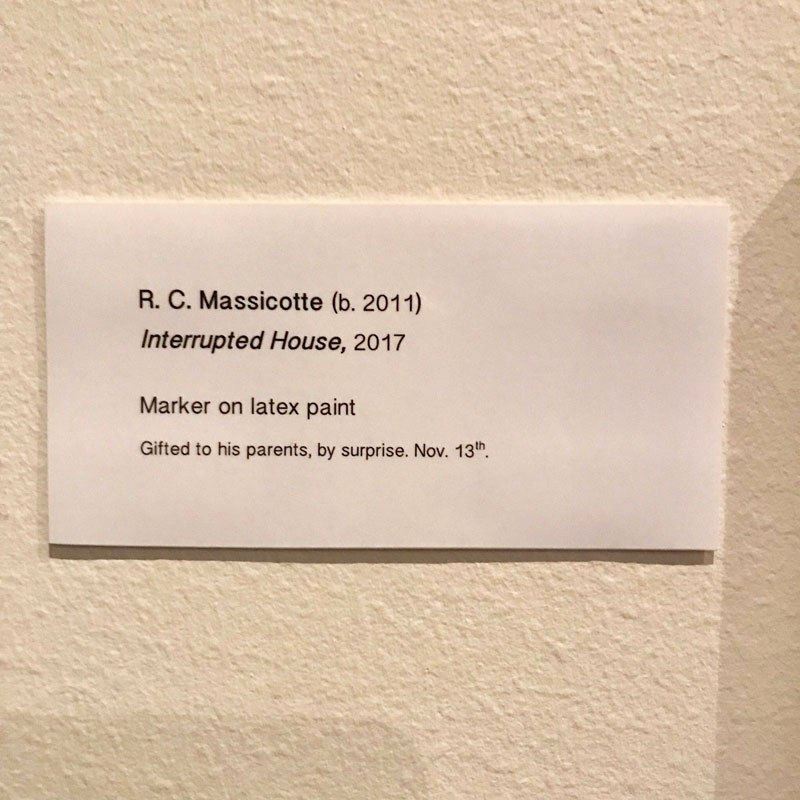 R. C. Massicotte (b. 2011)
Interrupted House, 2017
Marker on latex paint
Gifted to his parents, by surprise. Nov. 13th.